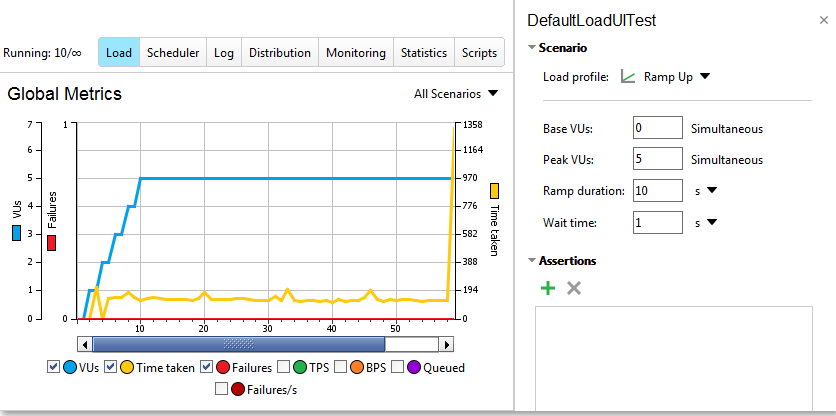 Running: 10/∞
Load
Scheduler
Log
Distribution
Monitoring
Statistics
Scripts
Global Metrics
All Scenarios
7
6
5
4
3
2
1
0
VUs
1
0
Failures
1358
1164
970
776
582
388
194
0
Time taken
10
20
30
40
50
VUs
Time taken
Failures
TPS
BPS
Queued
Failures/s
DefaultLoadUITest
Scenario
Load profile: Ramp Up
Base VUs: 0 Simultaneous
Peak VUs: 5 Simultaneous
Ramp duration: 10 s
Wait time: 1 s
Assertions